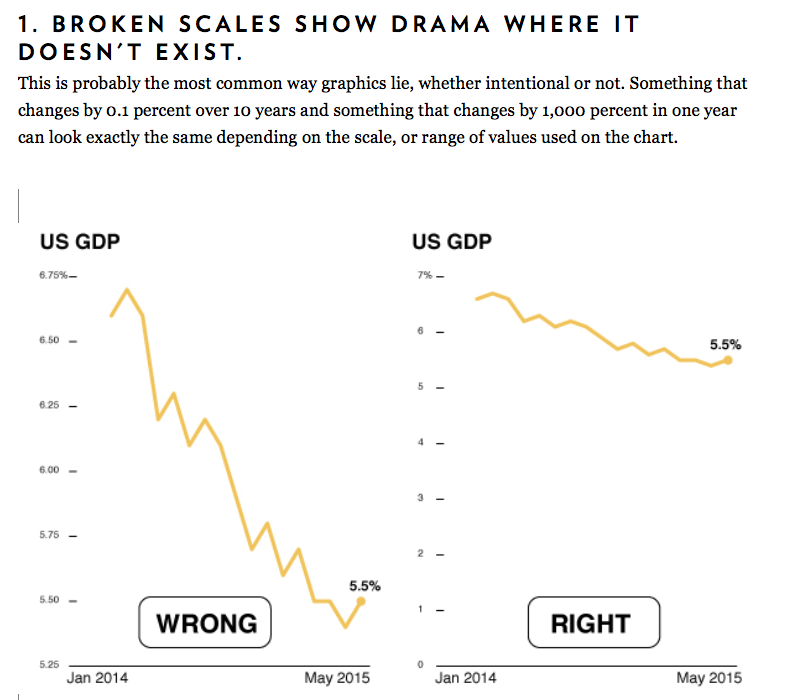 1. BROKEN SCALES SHOW DRAMA WHERE IT
DOESN'T EXIST.
This is probably the most common way graphics lie, whether intentional or not. Something that
changes by 0.1 percent over 10 years and something that changes by 1,000 percent in one year
can look exactly the same depending on the scale, or range of values used on the chart.
US GDP
6.75%
6.50
6.25
6.00
5.75
5.50
5.25
5.5%
WRONG
Jan 2014
May 2015
US GDP
7%
6
5
4
3
2
1
0
5.5%
RIGHT
Jan 2014
May 2015